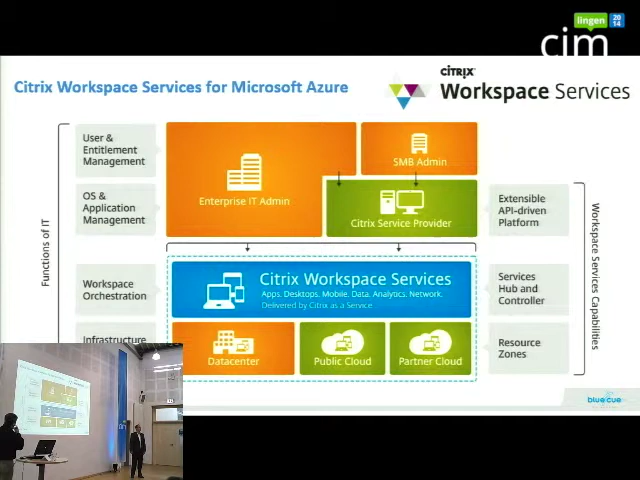 lingen
20
14
cim
Citrix Workspace Services for Microsoft Azure
CITRIX
Workspace Services
User &
Entitlement
Management
OS &
Application
Management
Workspace
Orchestration
Infrastructure
Functions of IT
Enterprise IT Admin
SMB Admin
Citrix Service Provider
Citrix Workspace Services
Apps. Desktops. Mobile. Data. Analytics. Network.
Delivered by Citrix as a Service
Datacenter
Public Cloud
Partner Cloud
Extensible
API-driven
Platform
Services
Hub and
Controller
Resource
Zones
Workspace Services Capabilities
blue cue